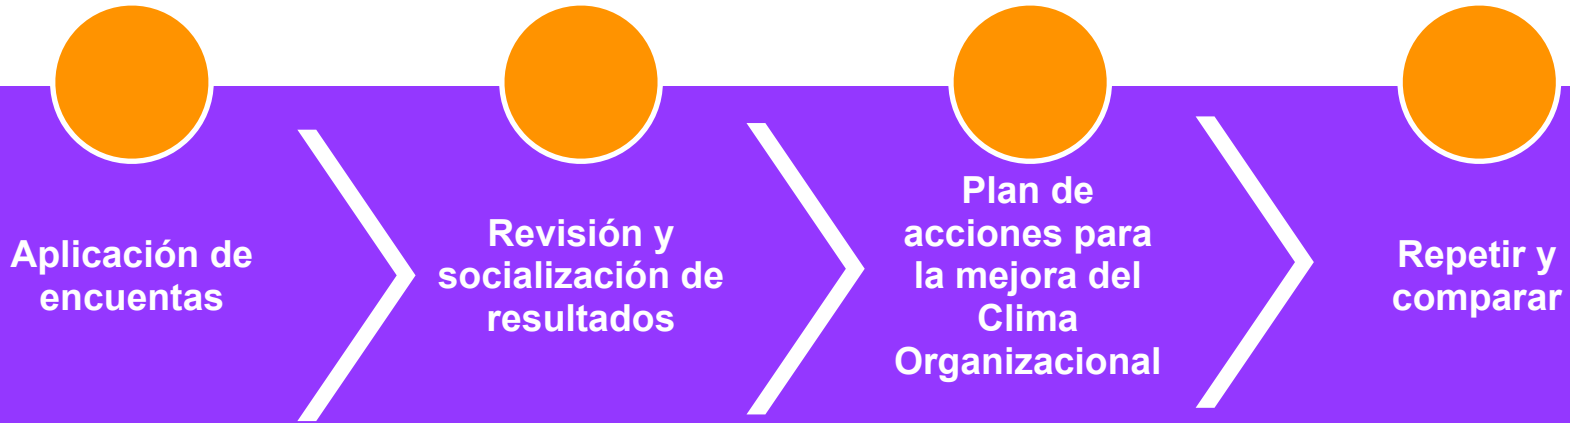 Aplicación de
encuentas
Revisión y
socialización de
resultados
Plan de
acciones para
la mejora del
Clima
Organizacional
Repetir y
comparar